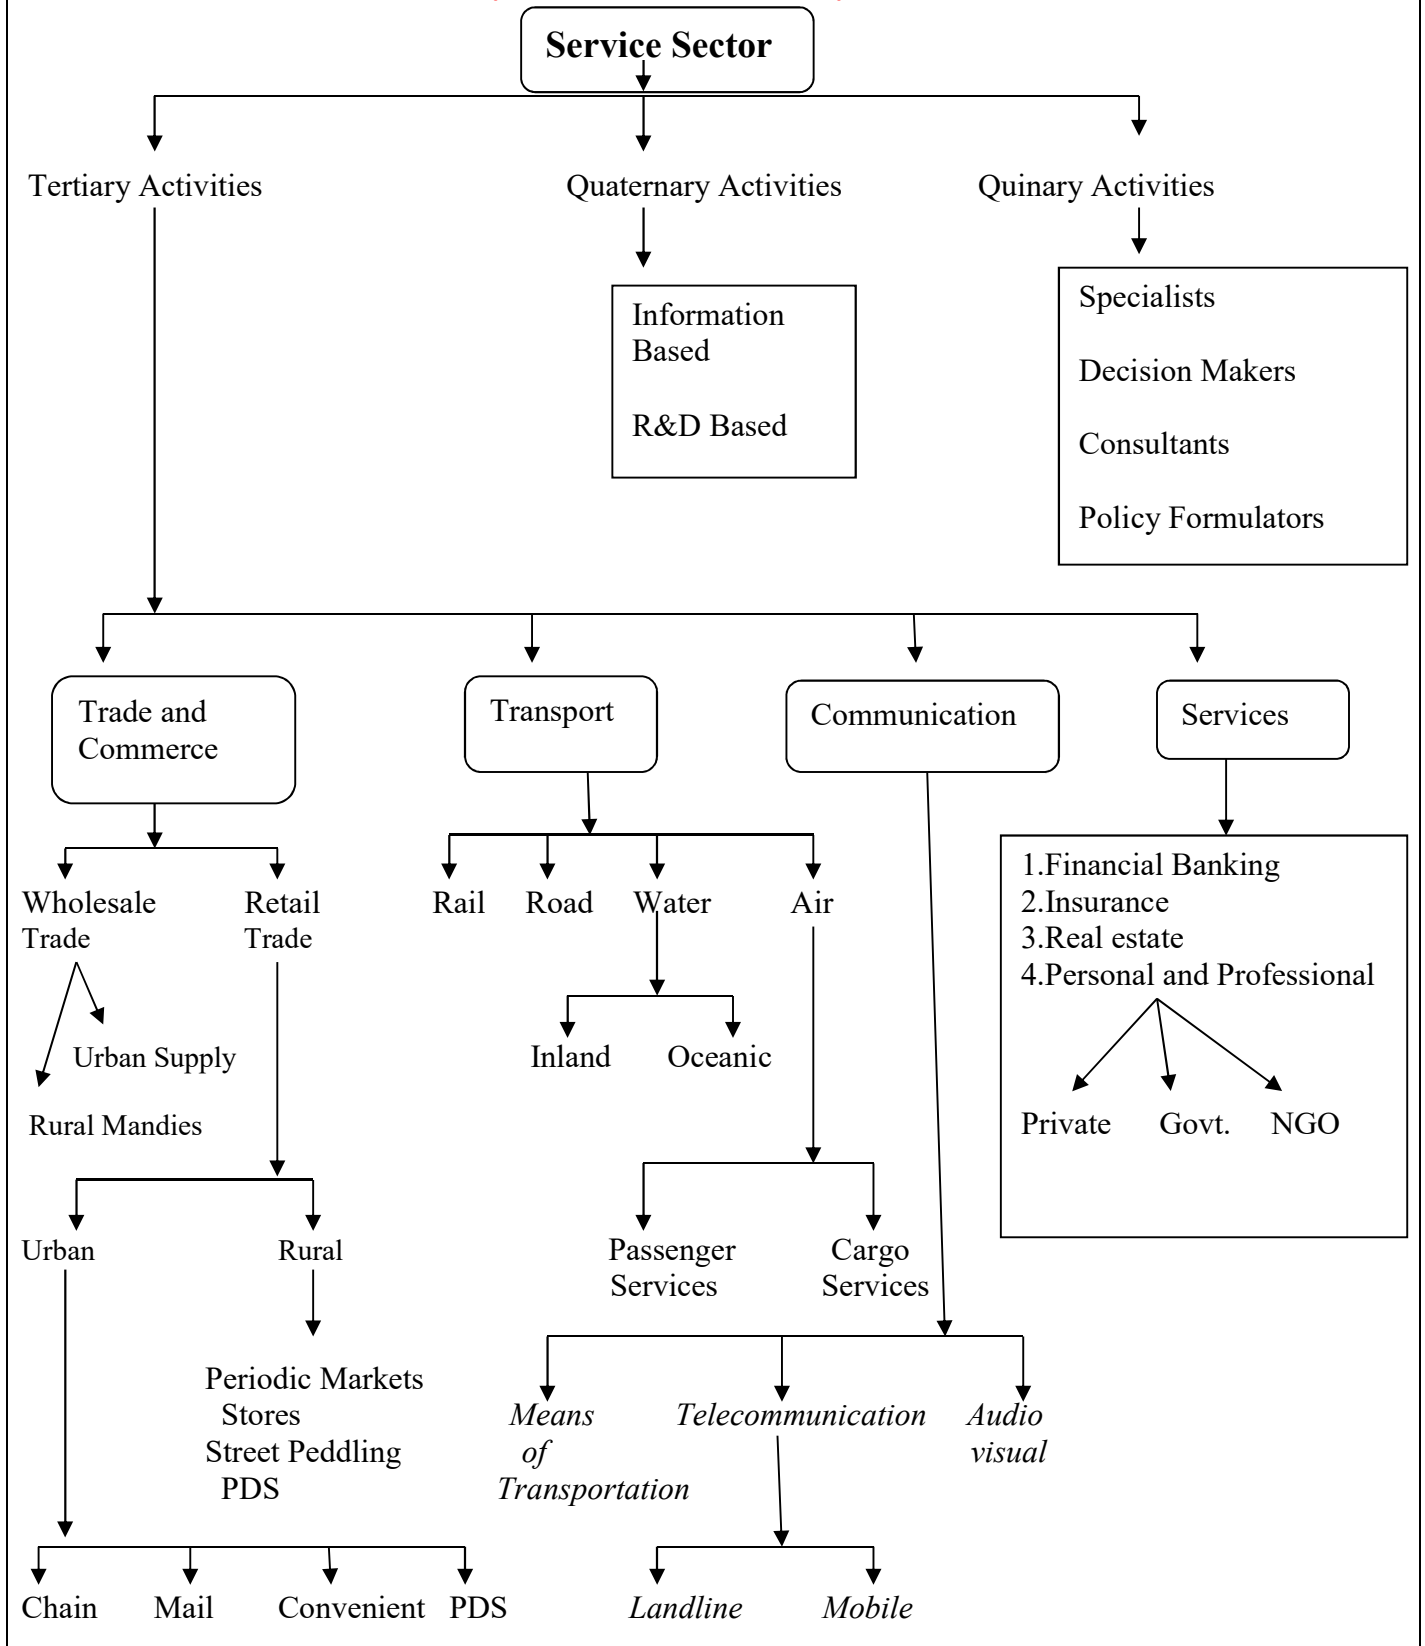 Service Sector
Tertiary Activities
Quaternary Activities
Quinary Activities
Information
Based
R&D Based
Specialists
Decision Makers
Consultants
Policy Formulators
Trade and
Commerce
Transport
Communication
Services
Wholesale
Trade
Retail
Trade
Rail
Road
Water
Air
1.Financial Banking
2.Insurance
3.Real estate
4.Personal and Professional
Private
Govt.
NGO
Urban Supply
Rural Mandies
Inland
Oceanic
Urban
Rural
Passenger
Services
Cargo
Services
Periodic Markets
Stores
Street Peddling
PDS
Means
of
Transportation
Telecommunication
Audio
visual
Chain
Mail
Convenient
PDS
Landline
Mobile